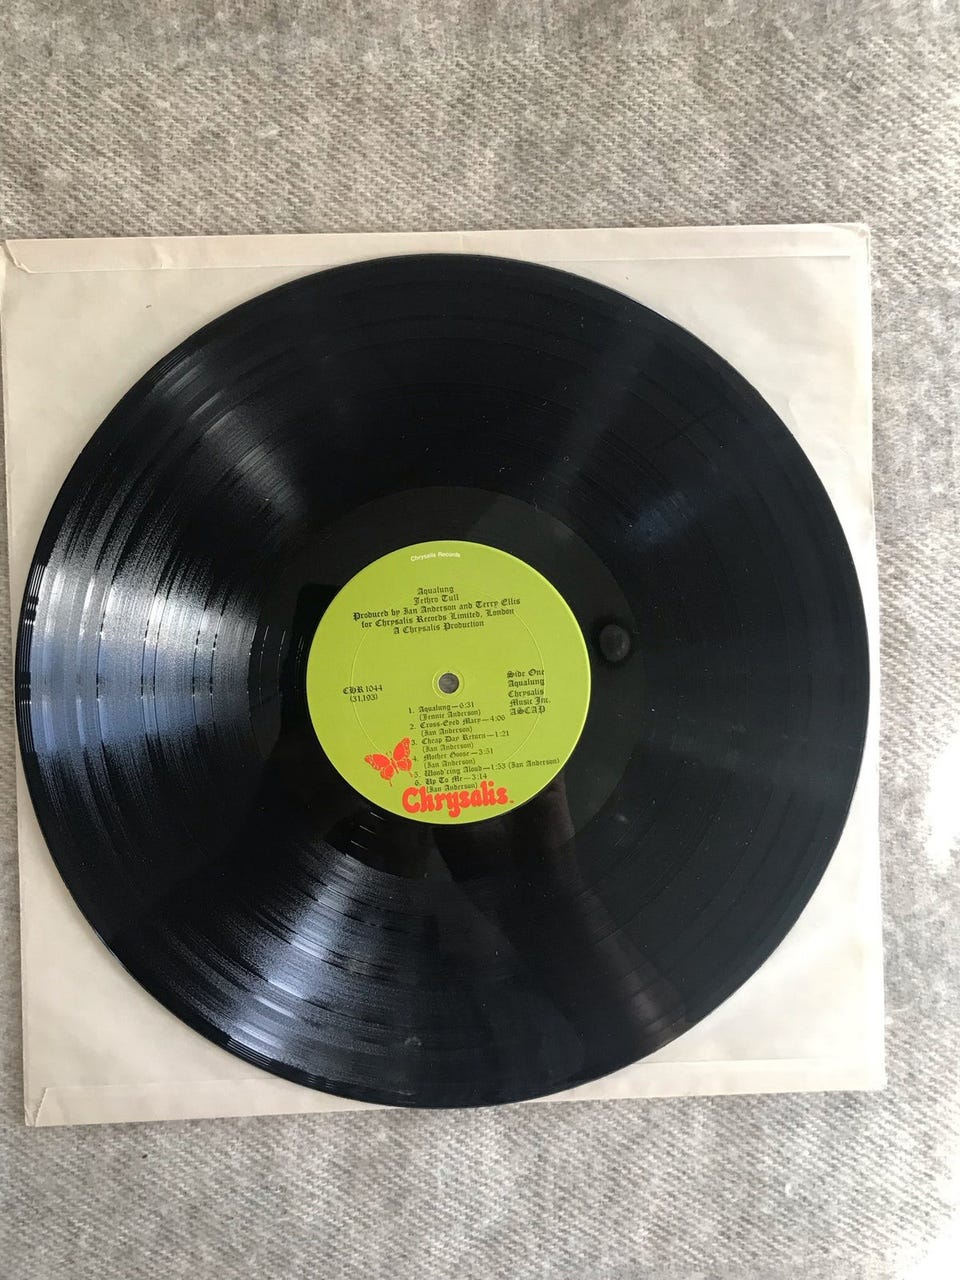 Chrysalis Records
Aqualung
Jethro Tull
Produced by Ian Anderson and Terry Ellis
for Chrysalis Records Limited, London
A Chrysalis Production
CHR 1044
(31,193)
Side One
Aqualung
Chrysalis
Music Inc.
ASCAP
1. Aqualung—6:31
(Jennie Anderson)
2. Cross-Eyed Mary—4:06
(Ian Anderson)
3. Cheap Day Return—1:21
(Ian Anderson)
4. Mother Goose—3:51
(Ian Anderson)
5. Wond'ring Aloud—1:53 (Ian Anderson)
6. Up To Me—3:14
(Ian Anderson)
Chrysalis™